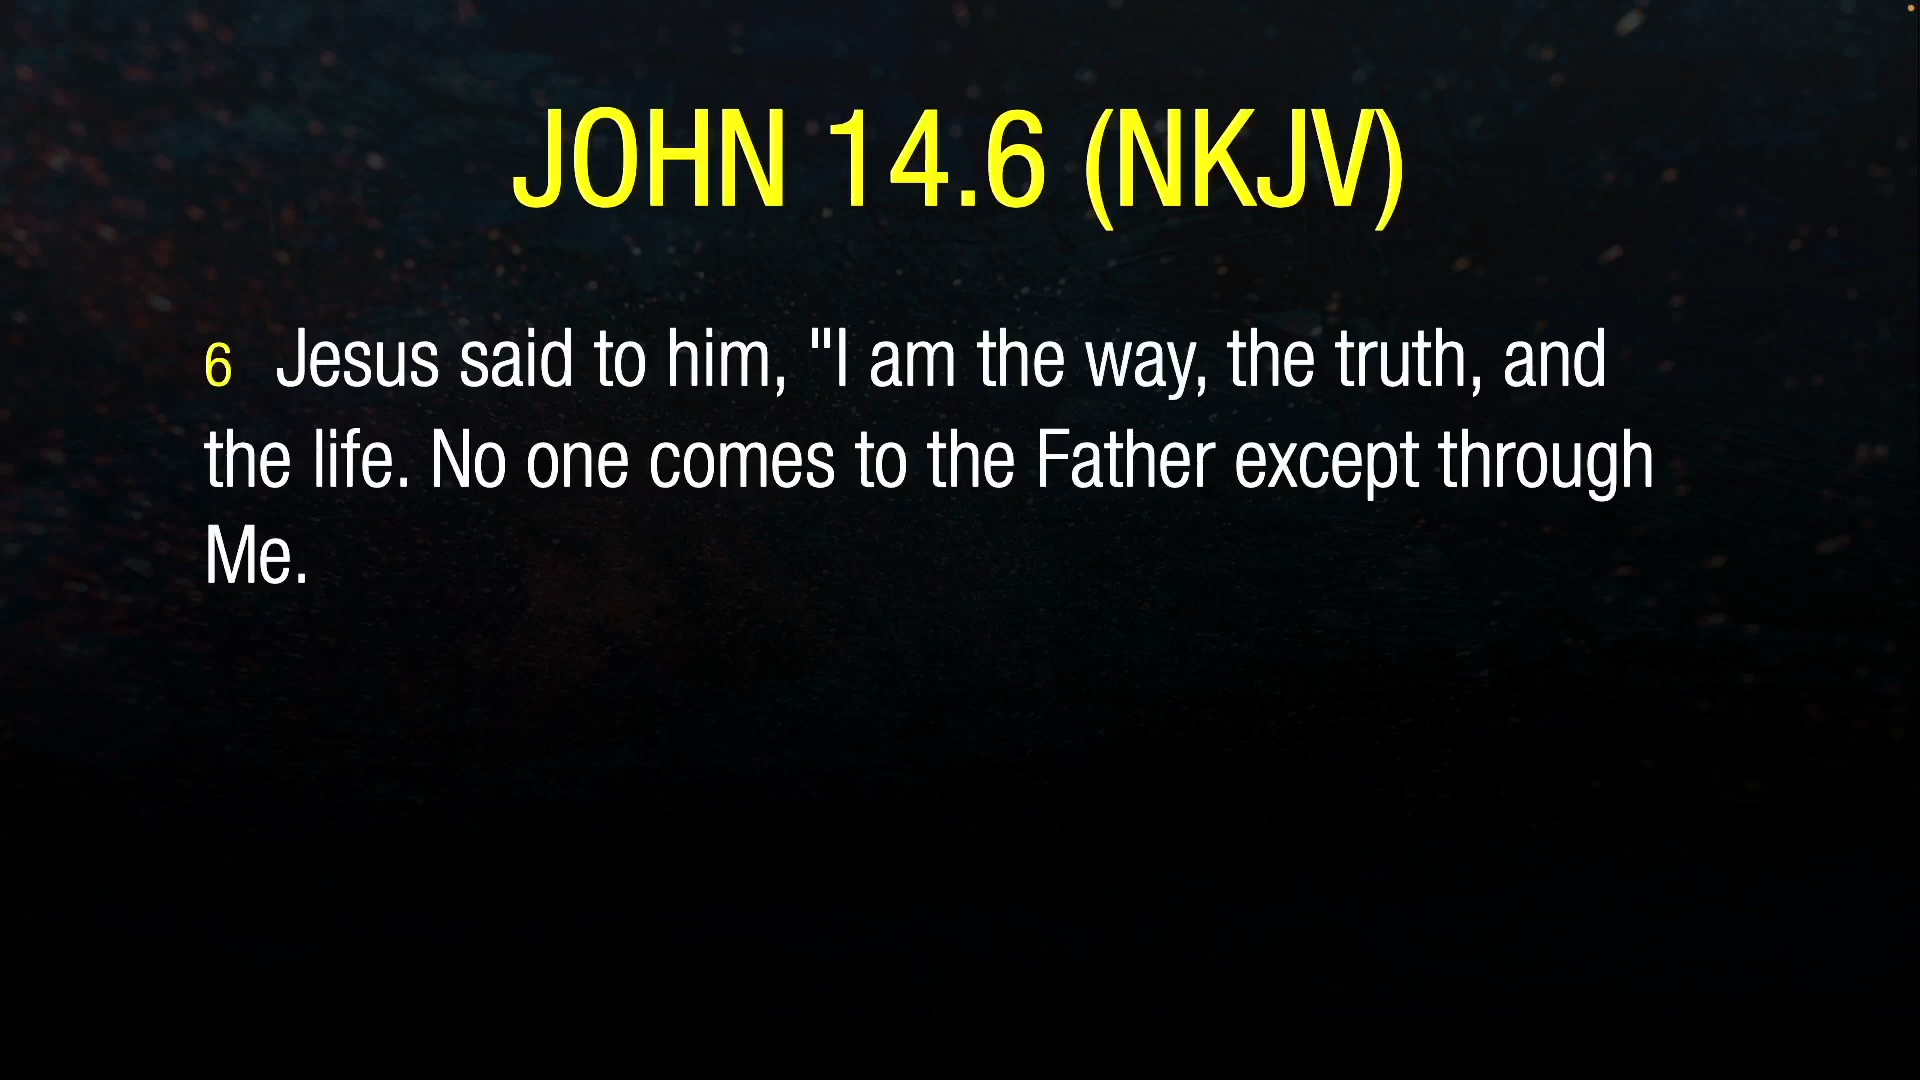 JOHN 14.6 (NKJV)
6 Jesus said to him, "I am the way, the truth, and
the life. No one comes to the Father except through
Me.